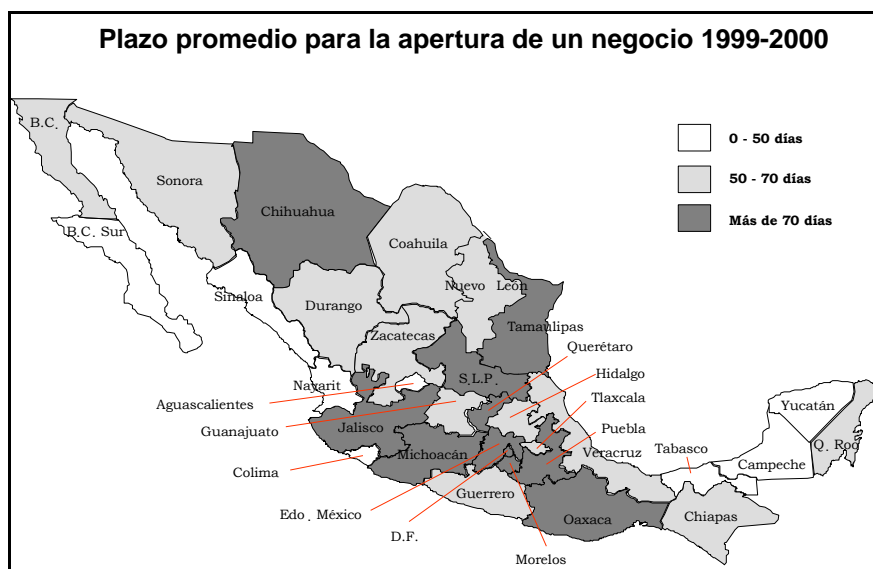 Plazo promedio para la apertura de un negocio 1999-2000
B.C.
0 - 50 días
Sonora
50 - 70 días
Chihuahua
Más de 70 días
B.C. Sur
Coahuila
Sinaloa
Nuevo León
Durango
Tamaulipas
Zacatecas
Querétaro
S.L.P.
Hidalgo
Nayarit
Aguascalientes
Tlaxcala
Yucatán
Guanajuato
Jalisco
Puebla
Q. Roo
Michoacán
Veracruz
Tabasco
Campeche
Colima
Guerrero
Edo. México
Chiapas
Oaxaca
D.F.
Morelos